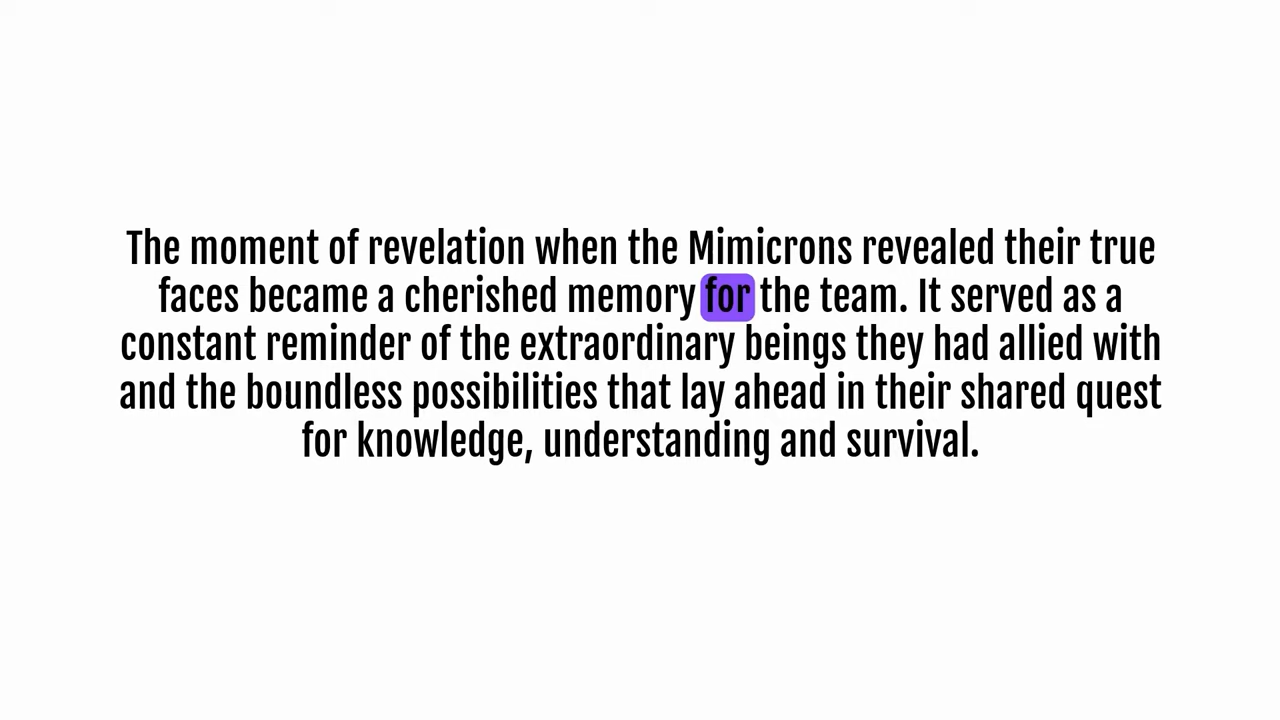 The moment of revelation when the Mimicrons revealed their true
faces became a cherished memory for the team. It served as a
constant reminder of the extraordinary beings they had allied with
and the boundless possibilities that lay ahead in their shared quest
for knowledge, understanding and survival.